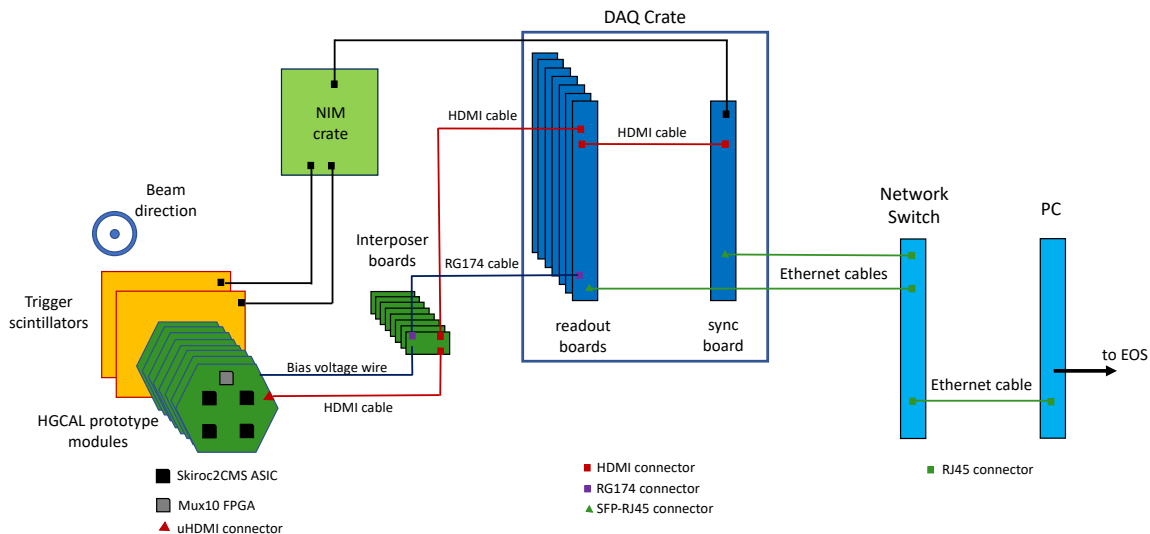 DAQ Crate
NIM
crate
HDMI cable
HDMI cable
Beam
direction
Network
Switch
PC
Interposer
boards
RG174 cable
Ethernet cables
Trigger
scintillators
readout
boards
sync
board
to EOS
Bias voltage wire
Ethernet cable
HDMI cable
HGCAL prototype
modules
Skiroc2CMS ASIC
Mux10 FPGA
uHDMI connector
HDMI connector
RG174 connector
SFP-RJ45 connector
RJ45 connector